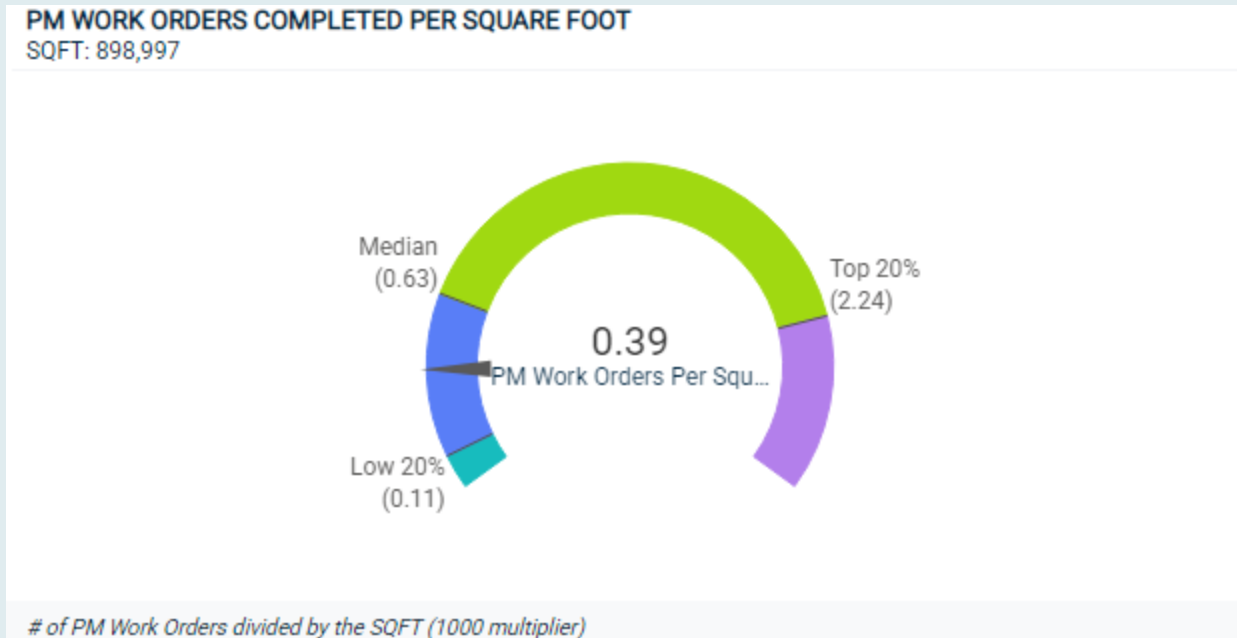 PM WORK ORDERS COMPLETED PER SQUARE FOOT
SQFT: 898,997
Median
(0.63)
Top 20%
(2.24)
0.39
PM Work Orders Per Squ...
Low 20%
(0.11)
# of PM Work Orders divided by the SQFT (1000 multiplier)